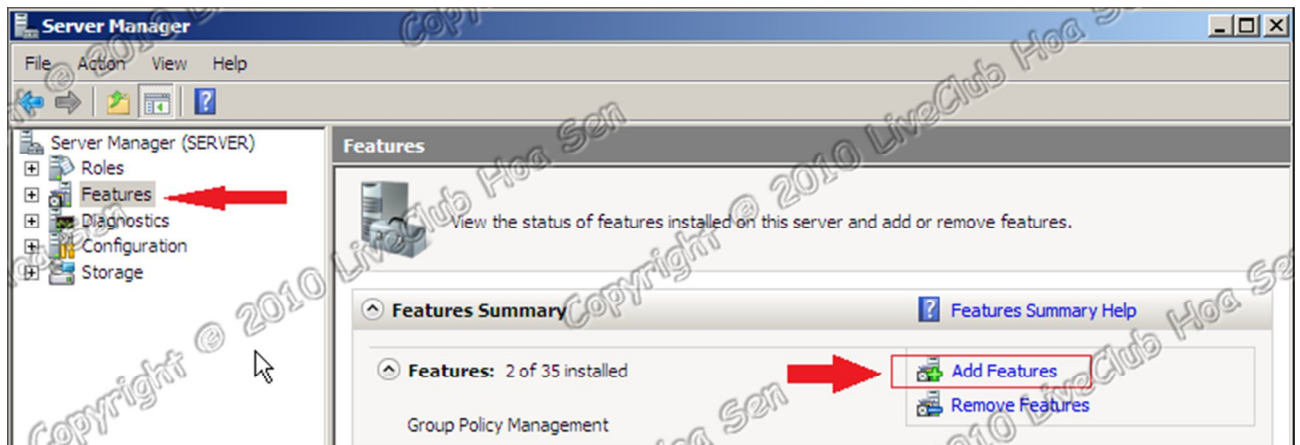 Server Manager
File Action View Help
Server Manager (SERVER)
Roles
Features
Diagnostics
Configuration
Storage
Features
View the status of features installed on this server and add or remove features.
Features Summary
Features Summary Help
Features: 2 of 35 installed
Add Features
Remove Features
Group Policy Management
Copyright @ 2010 LiveClub Hoa Sen